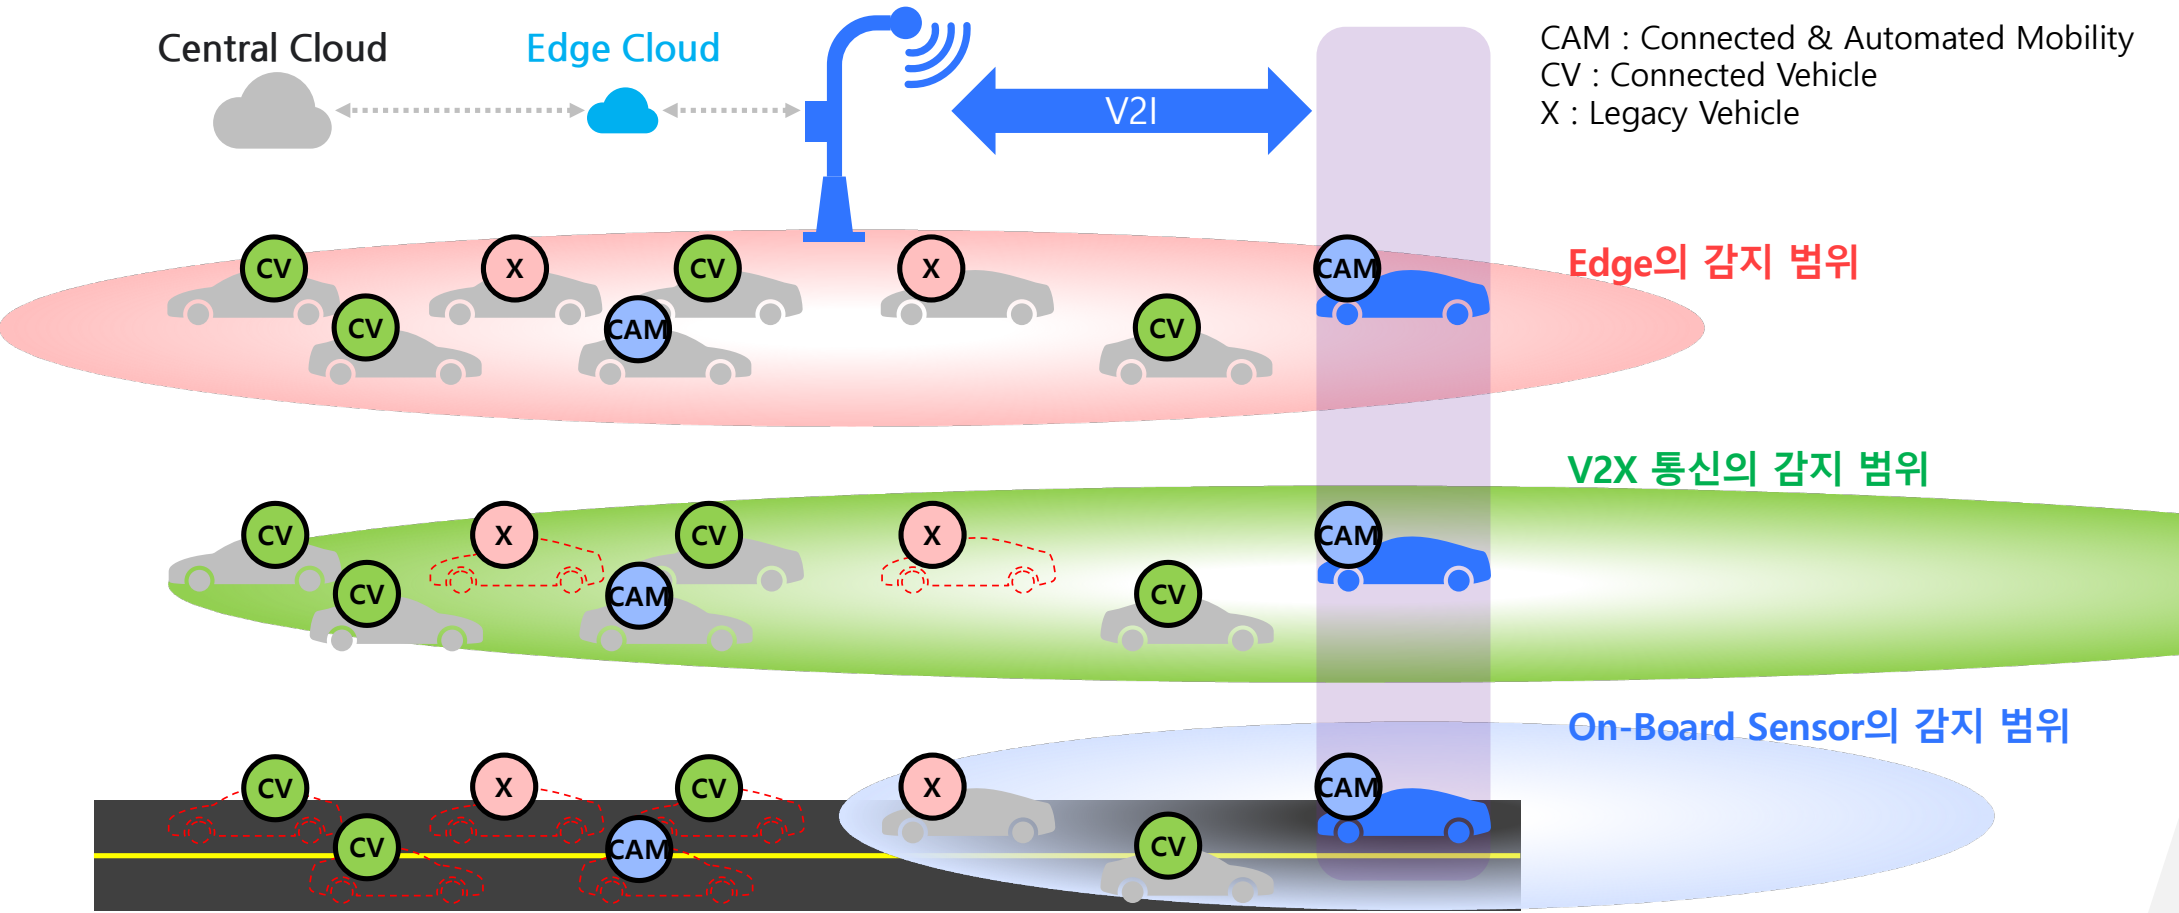 Central Cloud
Edge Cloud
V2I
CAM : Connected & Automated Mobility
CV : Connected Vehicle
X : Legacy Vehicle
Edge의 감지 범위
CV
X
CV
X
CAM
CV
CAM
CV
V2X 통신의 감지 범위
CV
X
CV
X
CAM
CV
CAM
CV
On-Board Sensor의 감지 범위
CV
X
CV
X
CAM
CV
CAM
CV